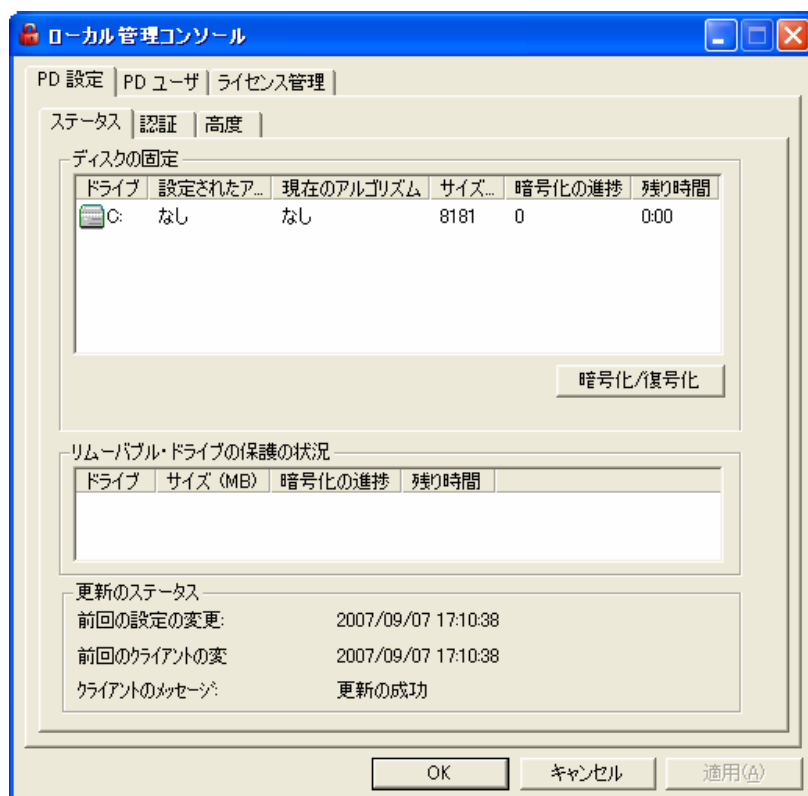 ローカル管理コンソール
PD 設定 PD ユーザ ライセンス管理
ステータス 認証 高度
ディスクの固定
ドライブ 設定されたア... 現在のアルゴリズム サイズ... 暗号化の進捗 残り時間
C: なし なし 8181 0 0:00
暗号化/復号化
リムーバブル・ドライブの保護の状況
ドライブ サイズ (MB) 暗号化の進捗 残り時間
更新のステータス
前回の設定の変更: 2007/09/07 17:10:38
前回のクライアントの変 2007/09/07 17:10:38
クライアントのメッセージ: 更新の成功
OK キャンセル 適用(A)